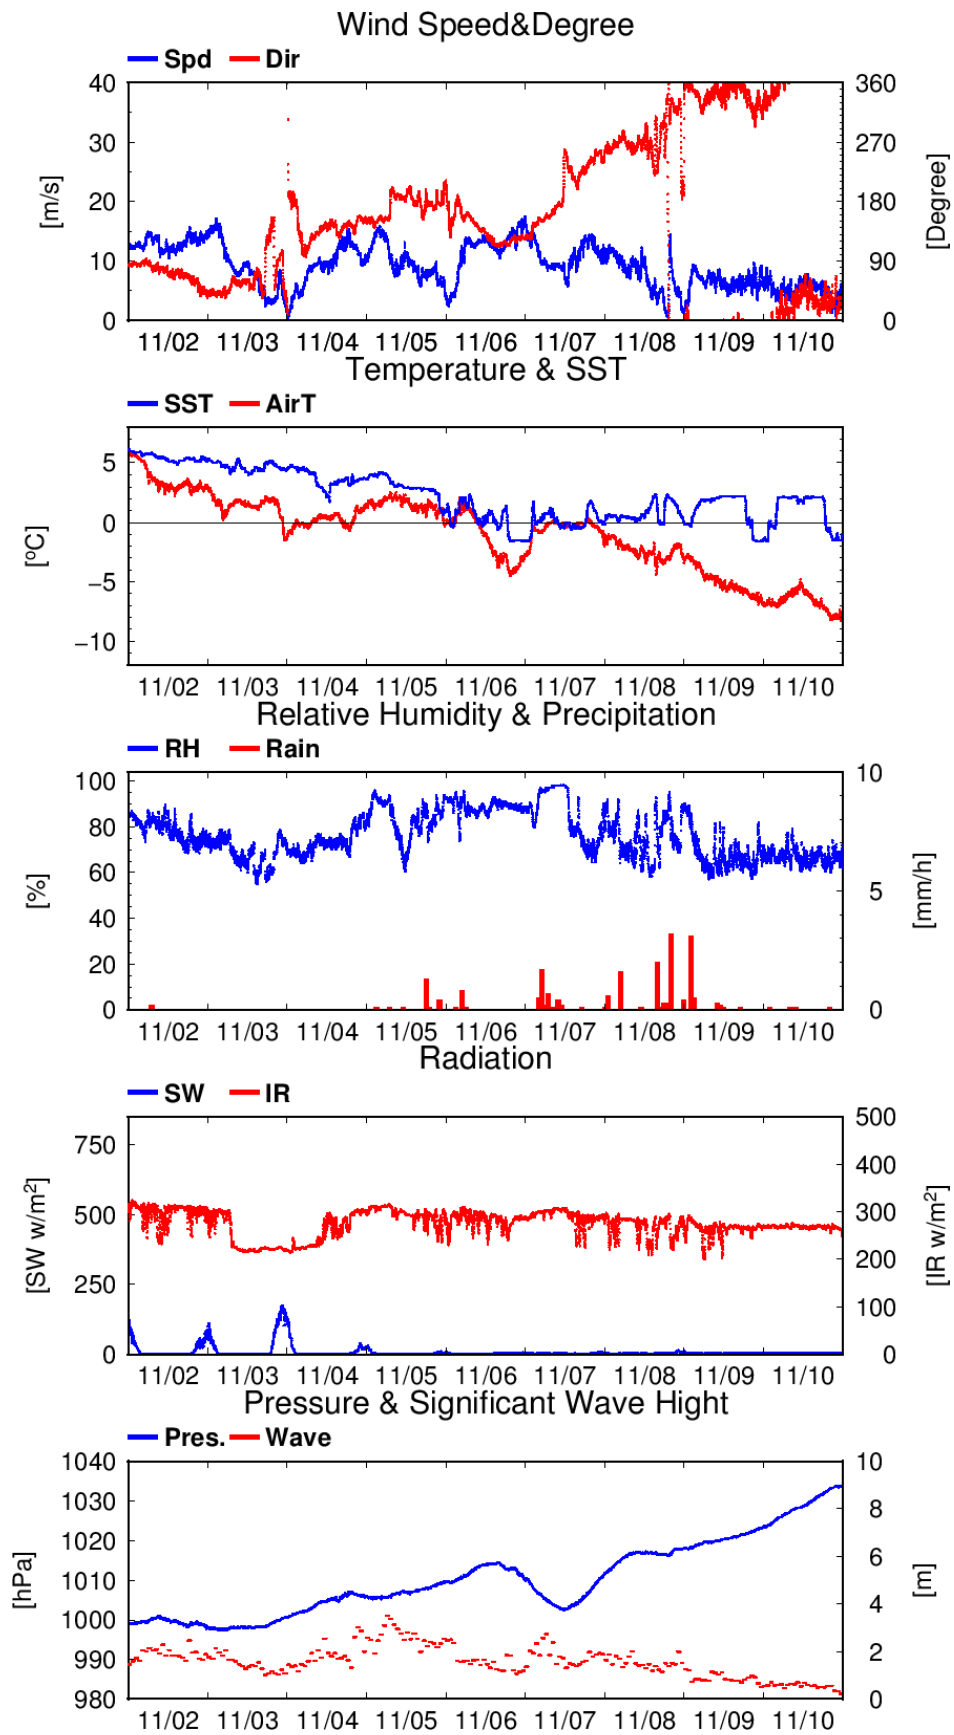 Wind Speed&Degree
Spd Dir
40 360
30 270
20 180
10 90
0 0
[m/s] [Degree]
11/02 11/03 11/04 11/05 11/06 11/07 11/08 11/09 11/10
Temperature & SST
SST AirT
5
0
−5
−10
[ºC]
11/02 11/03 11/04 11/05 11/06 11/07 11/08 11/09 11/10
Relative Humidity & Precipitation
RH Rain
100 10
80
60
40 5
20
0 0
[%] [mm/h]
11/02 11/03 11/04 11/05 11/06 11/07 11/08 11/09 11/10
Radiation
SW IR
750 500
400
500 300
250 200
100
0 0
[SW w/m²] [IR w/m²]
11/02 11/03 11/04 11/05 11/06 11/07 11/08 11/09 11/10
Pressure & Significant Wave Hight
Pres. Wave
1040 10
1030 8
1020
1010 6
1000 4
990 2
980 0
[hPa] [m]
11/02 11/03 11/04 11/05 11/06 11/07 11/08 11/09 11/10